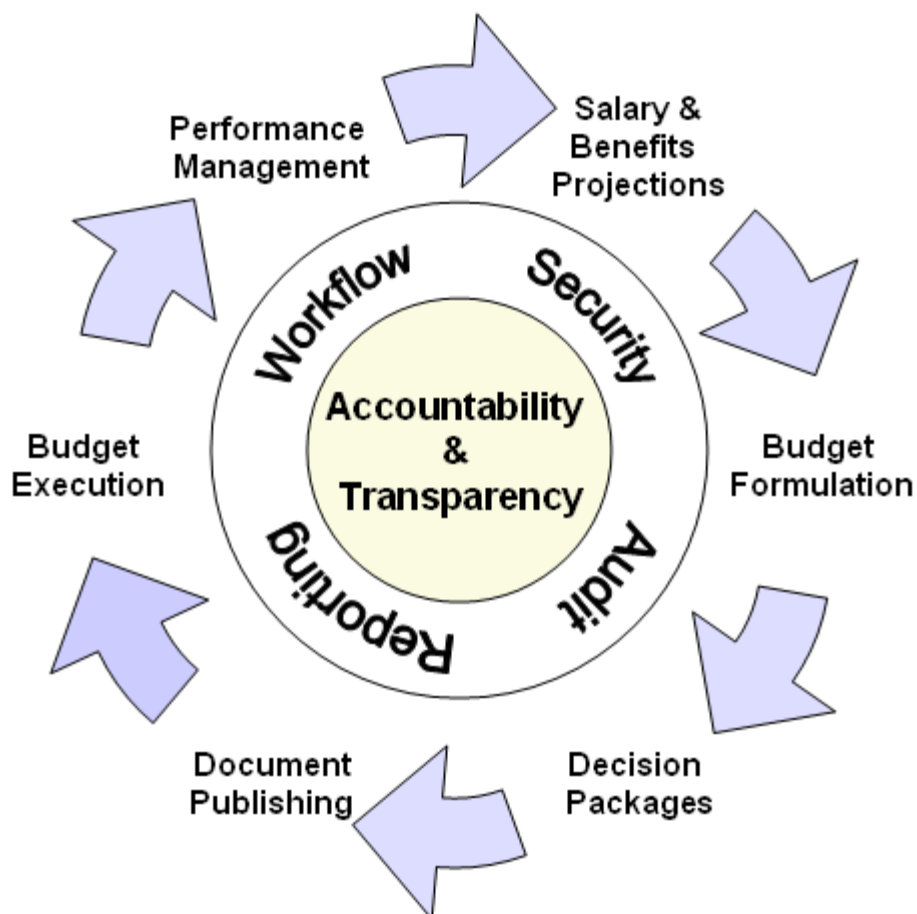 Performance
Management
Salary &
Benefits
Projections
Workflow
Security
Accountability
&
Transparency
Budget
Execution
Budget
Formulation
Reporting
Audit
Document
Publishing
Decision
Packages